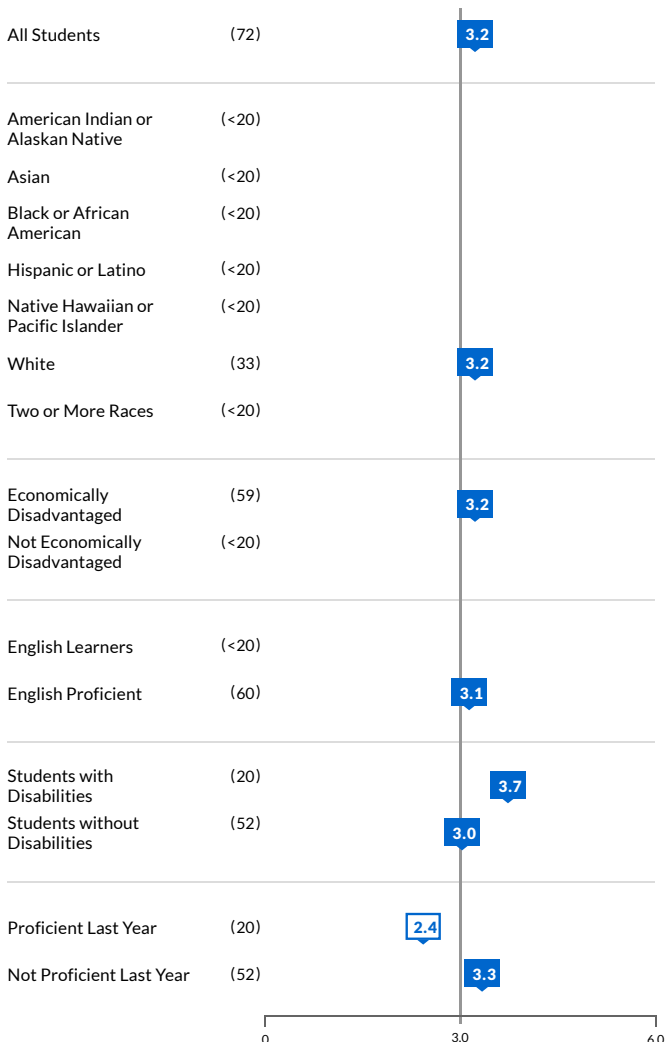 All Students (72) 3.2
American Indian or (<20)
Alaskan Native
Asian (<20)
Black or African (<20)
American
Hispanic or Latino (<20)
Native Hawaiian or (<20)
Pacific Islander
White (33) 3.2
Two or More Races (<20)
Economically (59) 3.2
Disadvantaged
Not Economically (<20)
Disadvantaged
English Learners (<20)
English Proficient (60) 3.1
Students with (20) 3.7
Disabilities
Students without (52) 3.0
Disabilities
Proficient Last Year (20) 2.4
Not Proficient Last Year (52) 3.3
0 3.0 6.0